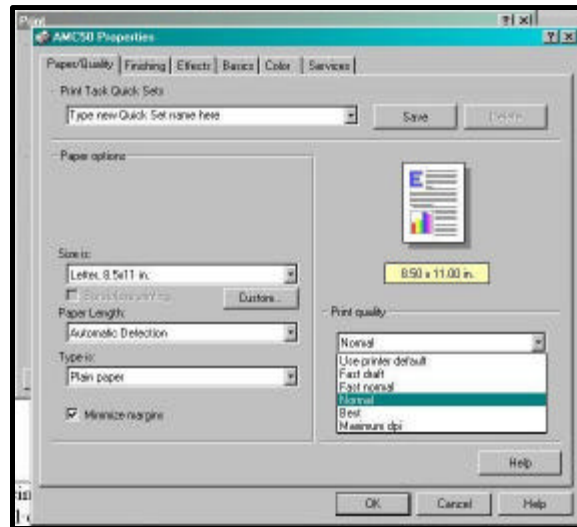 Print
AMC50 Properties
Paper/Quality Finishing Effects Basics Color Services
Print Task Quick Sets
Type new Quick Set name here
Save
Paper options
E
Size is:
Letter, 8.5x11 in.
8.50 x 11.00 in.
Custom...
Paper Length:
Automatic Detection
Print quality
Normal
Type is:
Plain paper
Use printer default
Fast draft
Fast normal
Normal
Best
Maximum dpi
Minimize margins
Help
OK Cancel Help